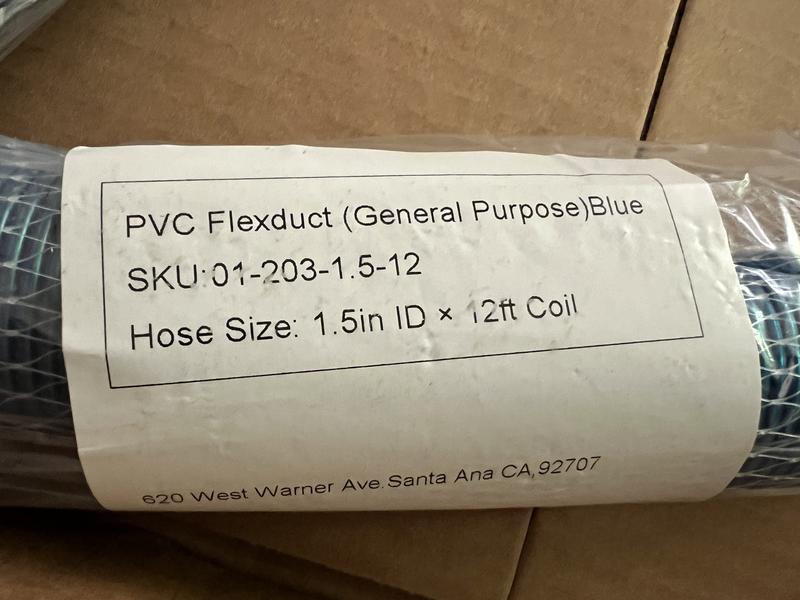 PVC Flexduct (General Purpose)Blue
SKU:01-203-1.5-12
Hose Size: 1.5in ID × 12ft Coil
620 West Warner Ave.Santa Ana CA,92707